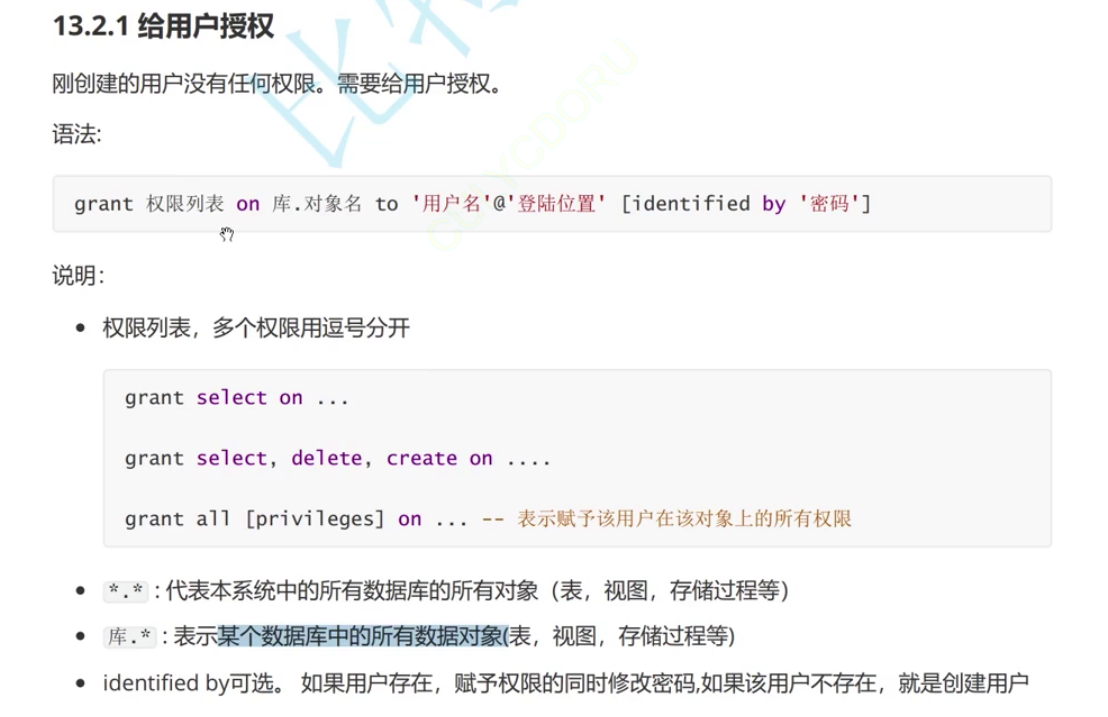 13.2.1 给用户授权
刚创建的用户没有任何权限。需要给用户授权。
语法:
grant 权限列表 on 库.对象名 to '用户名'@'登陆位置' [identified by '密码']
说明：
权限列表，多个权限用逗号分开
grant select on ...
grant select, delete, create on ....
grant all [privileges] on ... -- 表示赋予该用户在该对象上的所有权限
*.* : 代表本系统中的所有数据库的所有对象（表，视图，存储过程等）
库.* : 表示某个数据库中的所有数据对象(表，视图，存储过程等)
identified by可选。 如果用户存在，赋予权限的同时修改密码,如果该用户不存在，就是创建用户